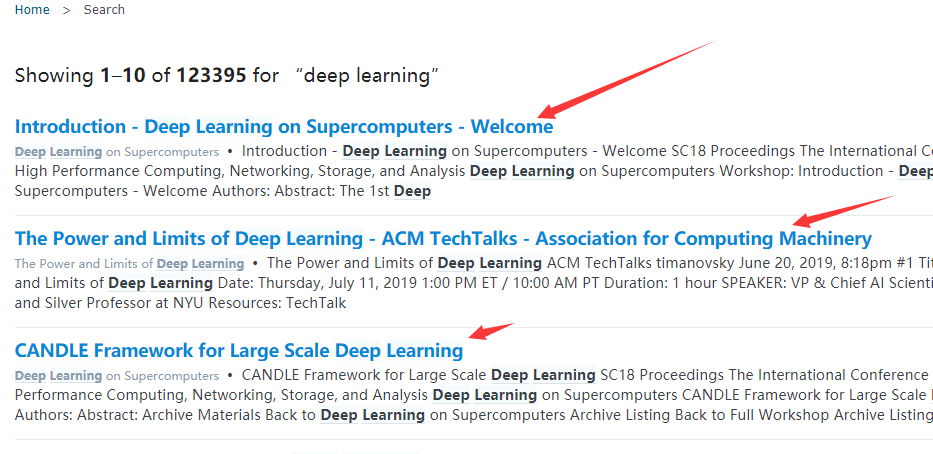 Home > Search
Showing 1–10 of 123395 for “deep learning”
Introduction - Deep Learning on Supercomputers - Welcome
Deep Learning on Supercomputers • Introduction - Deep Learning on Supercomputers - Welcome SC18 Proceedings The International
High Performance Computing, Networking, Storage, and Analysis Deep Learning on Supercomputers Workshop: Introduction - Deep
Supercomputers - Welcome Authors: Abstract: The 1st Deep
The Power and Limits of Deep Learning - ACM TechTalks - Association for Computing Machinery
The Power and Limits of Deep Learning • The Power and Limits of Deep Learning ACM TechTalks timanovsky June 20, 2019, 8:18pm #1
and Limits of Deep Learning Date: Thursday, July 11, 2019 1:00 PM ET / 10:00 AM PT Duration: 1 hour SPEAKER: VP & Chief AI
and Silver Professor at NYU Resources: TechTalk
CANDLE Framework for Large Scale Deep Learning
Deep Learning on Supercomputers • CANDLE Framework for Large Scale Deep Learning SC18 Proceedings The International Conference
Performance Computing, Networking, Storage, and Analysis Deep Learning on Supercomputers CANDLE Framework for Large Scale
Authors: Abstract: Archive Materials Back to Deep Learning on Supercomputers Archive Listing Back to Full Workshop Archive Listing